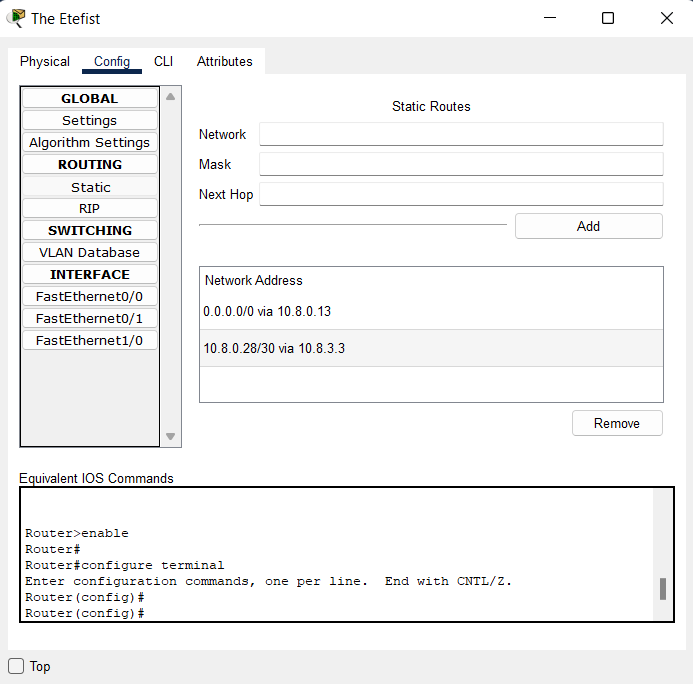 The Etefist
Physical Config CLI Attributes
GLOBAL
Settings
Algorithm Settings
ROUTING
Static
RIP
SWITCHING
VLAN Database
INTERFACE
FastEthernet0/0
FastEthernet0/1
FastEthernet1/0
Static Routes
Network
Mask
Next Hop
Add
Network Address
0.0.0.0/0 via 10.8.0.13
10.8.0.28/30 via 10.8.3.3
Remove
Equivalent IOS Commands
Router>enable
Router#
Router#configure terminal
Enter configuration commands, one per line.  End with CNTL/Z.
Router(config)#
Router(config)#
Top